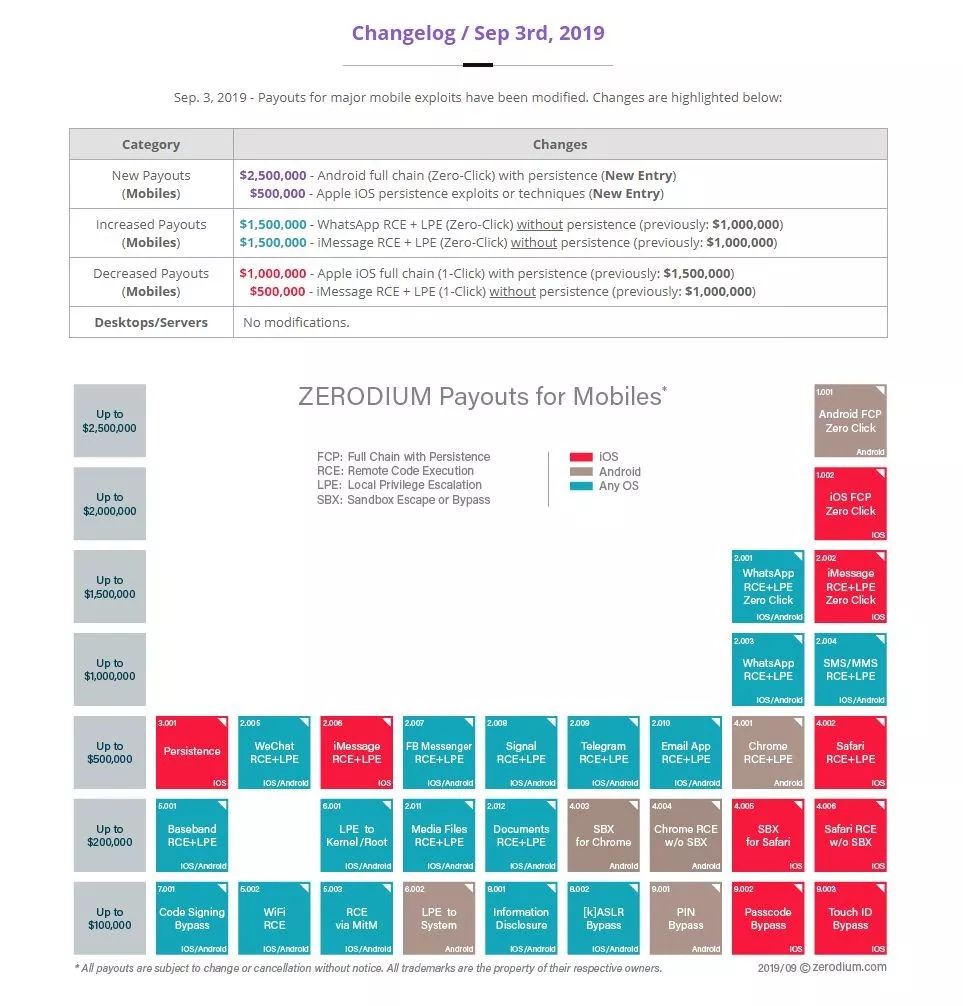 Changelog / Sep 3rd, 2019
Sep. 3, 2019 - Payouts for major mobile exploits have been modified. Changes are highlighted below:
Category Changes
New Payouts
(Mobiles)
$2,500,000 - Android full chain (Zero-Click) with persistence (New Entry)
$500,000 - Apple iOS persistence exploits or techniques (New Entry)
Increased Payouts
(Mobiles)
$1,500,000 - WhatsApp RCE + LPE (Zero-Click) without persistence (previously: $1,000,000)
$1,500,000 - iMessage RCE + LPE (Zero-Click) without persistence (previously: $1,000,000)
Decreased Payouts
(Mobiles)
$1,000,000 - Apple iOS full chain (1-Click) with persistence (previously: $1,500,000)
$500,000 - iMessage RCE + LPE (1-Click) without persistence (previously: $1,000,000)
Desktops/Servers No modifications.
ZERODIUM Payouts for Mobiles*
FCP: Full Chain with Persistence
RCE: Remote Code Execution
LPE: Local Privilege Escalation
SBX: Sandbox Escape or Bypass
iOS
Android
Any OS
Up to
$2,500,000
1.001
Android FCP
Zero Click
Android
Up to
$2,000,000
1.002
iOS FCP
Zero Click
iOS
Up to
$1,500,000
2.001
WhatsApp
RCE+LPE
Zero Click
iOS/Android
2.002
iMessage
RCE+LPE
Zero Click
iOS
Up to
$1,000,000
2.003
WhatsApp
RCE+LPE
iOS/Android
2.004
SMS/MMS
RCE+LPE
iOS/Android
Up to
$500,000
3.001
Persistence
iOS
2.005
WeChat
RCE+LPE
iOS/Android
2.006
iMessage
RCE+LPE
iOS
2.007
FB Messenger
RCE+LPE
iOS/Android
2.008
Signal
RCE+LPE
iOS/Android
2.009
Telegram
RCE+LPE
iOS/Android
2.010
Email App
RCE+LPE
iOS/Android
4.001
Chrome
RCE+LPE
Android
4.002
Safari
RCE+LPE
iOS
Up to
$200,000
5.001
Baseband
RCE+LPE
iOS/Android
6.001
LPE to
Kernel/Root
iOS/Android
2.011
Media Files
RCE+LPE
iOS/Android
2.012
Documents
RCE+LPE
iOS/Android
4.003
SBX
for Chrome
Android
4.004
Chrome RCE
w/o SBX
Android
4.005
SBX
for Safari
iOS
4.006
Safari RCE
w/o SBX
iOS
Up to
$100,000
7.001
Code Signing
Bypass
iOS/Android
5.002
WiFi
RCE
iOS/Android
5.003
RCE
via MitM
iOS/Android
6.002
LPE to
System
Android
8.001
Information
Disclosure
iOS/Android
8.002
[k]ASLR
Bypass
iOS/Android
9.001
PIN
Bypass
Android
9.002
Passcode
Bypass
iOS
9.003
Touch ID
Bypass
iOS
* All payouts are subject to change or cancellation without notice. All trademarks are the property of their respective owners.
2019/09 © zerodium.com